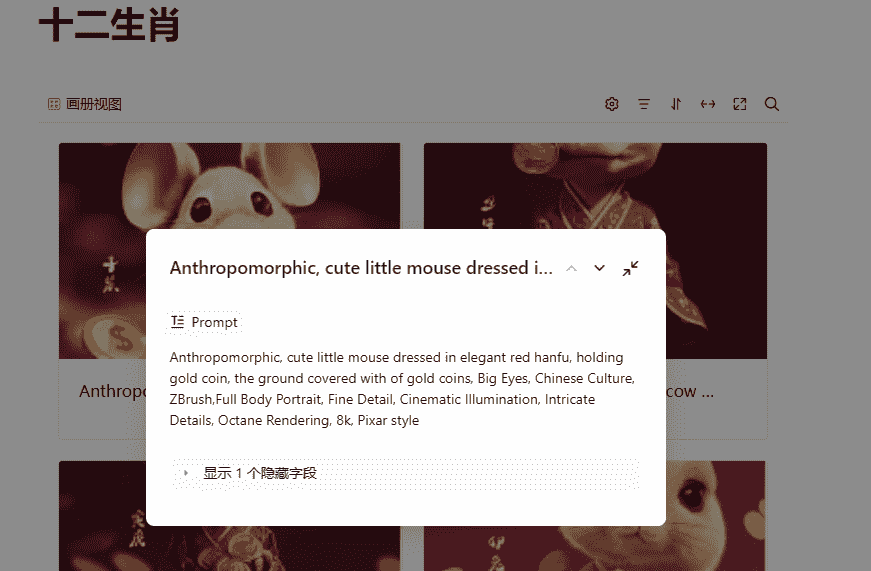 十二生肖
画册视图
Anthropomorphic, cute little mouse dressed i...
Prompt
Anthropomorphic, cute little mouse dressed in elegant red hanfu, holding
gold coin, the ground covered with of gold coins, Big Eyes, Chinese Culture,
ZBrush,Full Body Portrait, Fine Detail, Cinematic Illumination, Intricate
Details, Octane Rendering, 8k, Pixar style
显示 1 个隐藏字段
Anthropo
cow ...